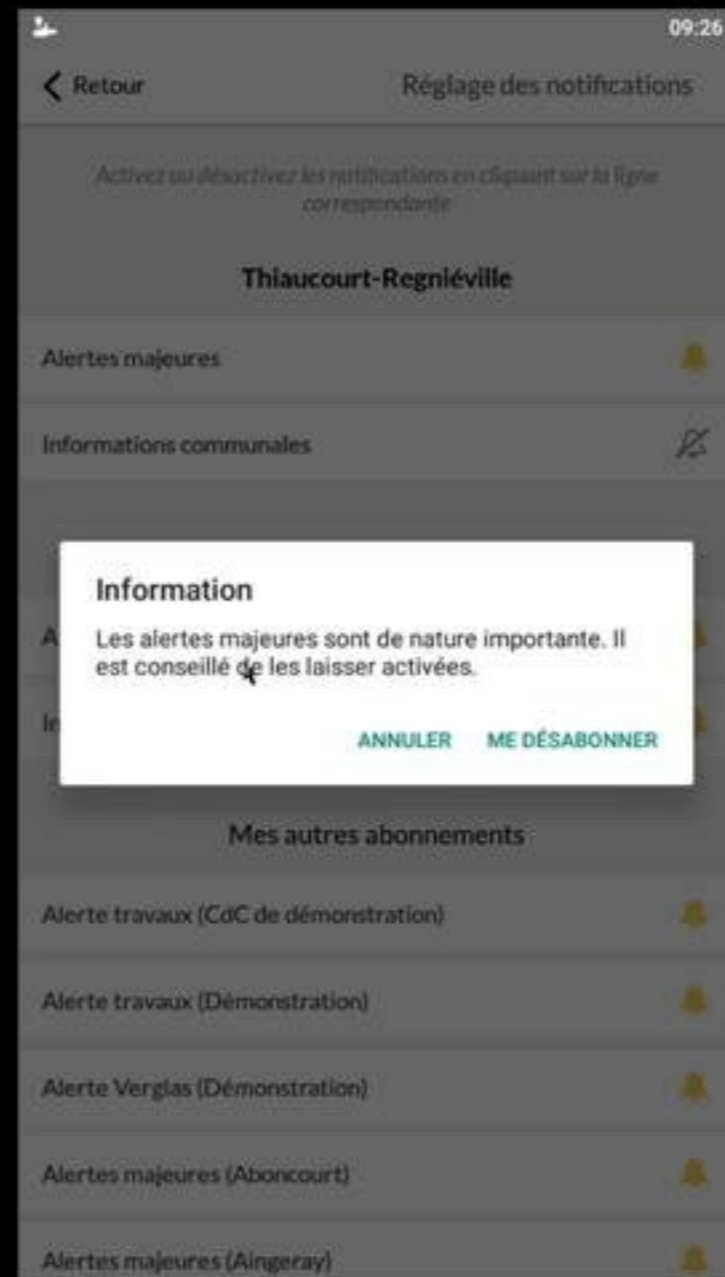 09:26
Retour
Réglage des notifications
Activez ou désactivez les notifications en cliquant sur la ligne
correspondante
Thiaucourt-Regniéville
Alertes majeures
Informations communales
Information
Les alertes majeures sont de nature importante. Il
est conseillé de les laisser activées.
A
In
ANNULER
ME DÉSABONNER
Mes autres abonnements
Alerte travaux (CdC de démonstration)
Alerte travaux (Démonstration)
Alerte Verglas (Démonstration)
Alertes majeures (Aboncourt)
Alertes majeures (Aingeray)